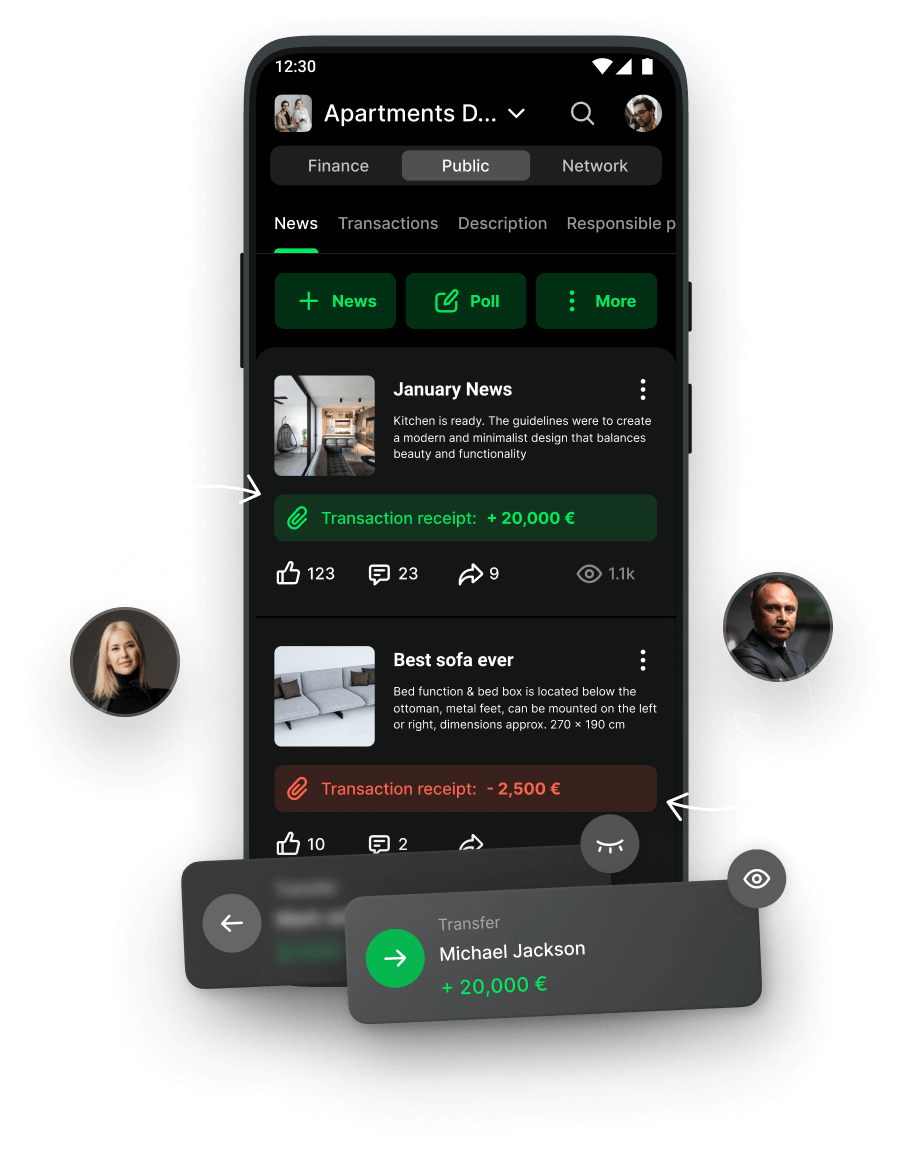 12:30
Apartments D...
Finance Public Network
News Transactions Description Responsible p
News Poll More
January News
Kitchen is ready. The guidelines were to create
a modern and minimalist design that balances
beauty and functionality
Transaction receipt: + 20,000 €
123 23 9 1.1k
Best sofa ever
Bed function & bed box is located below the
ottoman, metal feet, can be mounted on the left
or right, dimensions approx. 270 × 190 cm
Transaction receipt: - 2,500 €
10 2
Transfer
Michael Jackson
+ 20,000 €